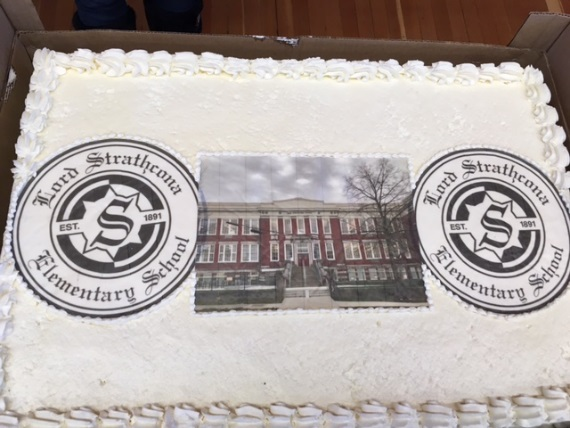 Lord Strathcona
EST. S 1891
Elementary School
Lord Strathcona
EST. S 1891
Elementary School